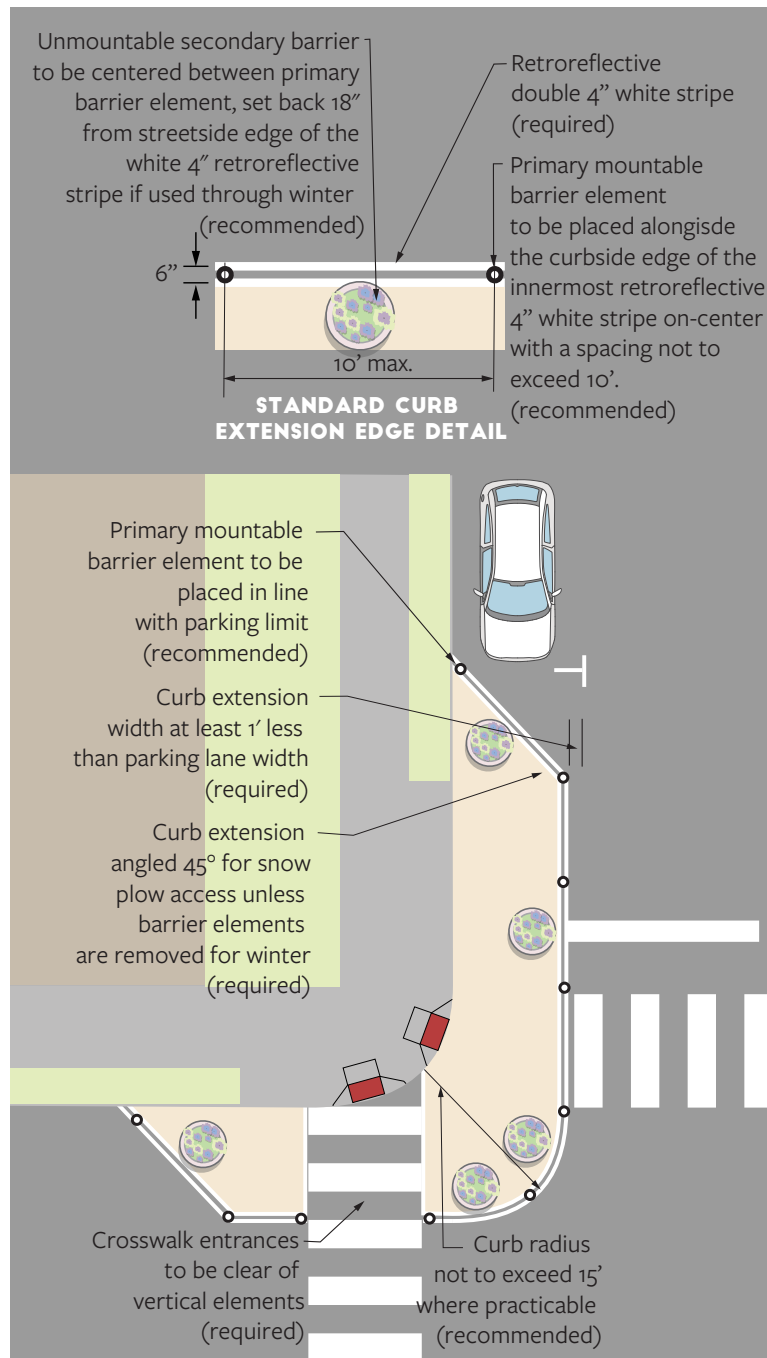 Unmountable secondary barrier
to be centered between primary
barrier element, set back 18″
from streetside edge of the
white 4″ retroreflective
stripe if used through winter
(recommended)
Retroreflective
double 4” white stripe
(required)
Primary mountable
barrier element
to be placed alongisde
the curbside edge of the
innermost retroreflective
4” white stripe on-center
with a spacing not to
exceed 10’.
(recommended)
6”
10’ max.
STANDARD CURB
EXTENSION EDGE DETAIL
Primary mountable
barrier element to be
placed in line
with parking limit
(recommended)
Curb extension
width at least 1′ less
than parking lane width
(required)
Curb extension
angled 45° for snow
plow access unless
barrier elements
are removed for winter
(required)
Crosswalk entrances
to be clear of
vertical elements
(required)
Curb radius
not to exceed 15’
where practicable
(recommended)